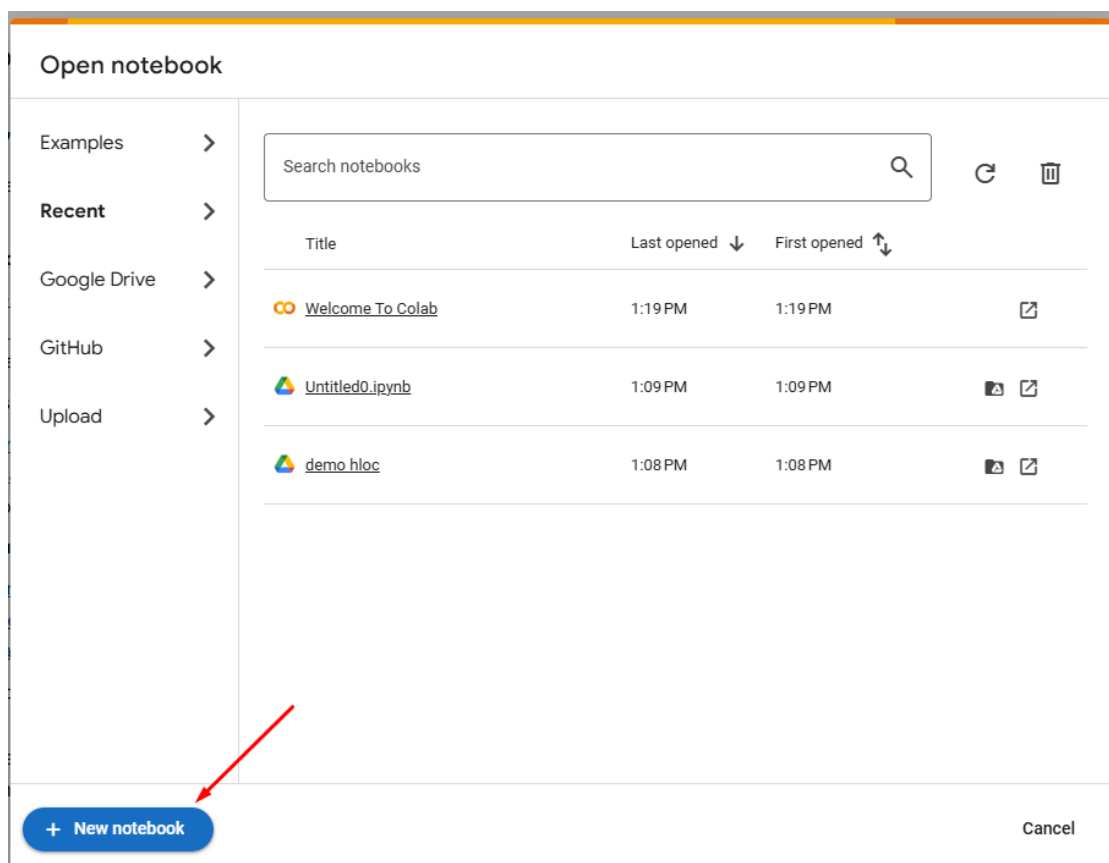 Open notebook
Examples
Recent
Google Drive
GitHub
Upload
Search notebooks
Title Last opened First opened
Welcome To Colab 1:19 PM 1:19 PM
Untitled0.ipynb 1:09 PM 1:09 PM
demo hloc 1:08 PM 1:08 PM
+ New notebook
Cancel